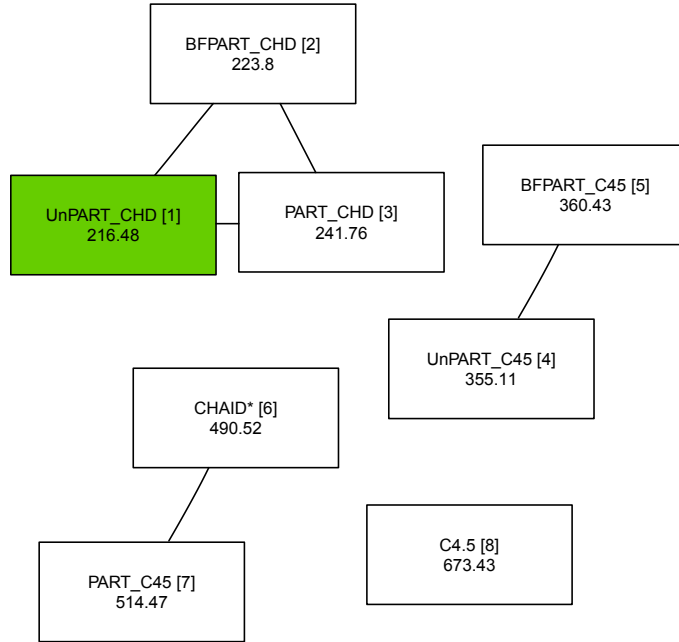 BFPART_CHD [2]
223.8
UnPART_CHD [1]
216.48
PART_CHD [3]
241.76
BFPART_C45 [5]
360.43
UnPART_C45 [4]
355.11
CHAID* [6]
490.52
C4.5 [8]
673.43
PART_C45 [7]
514.47